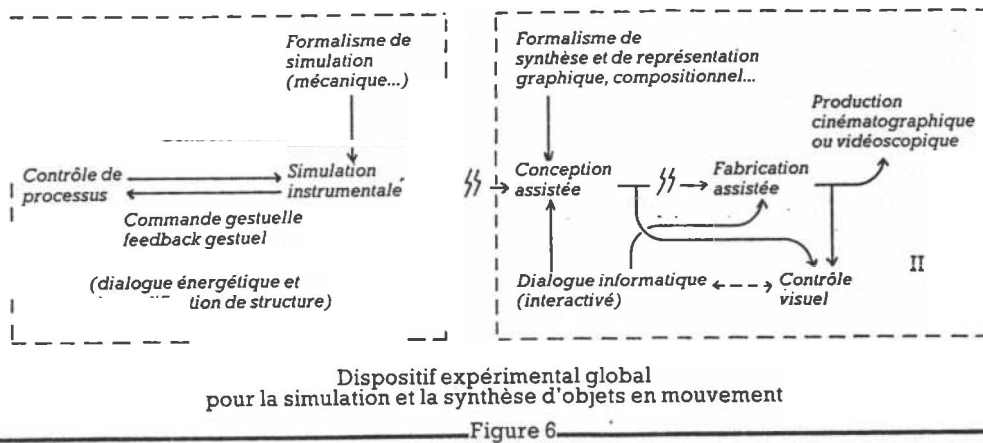 Formalisme de
simulation
(mécanique...)
Contrôle de
processus
Simulation
instrumentale
Commande gestuelle
feedback gestuel
(dialogue énergétique et
tion de structure)
Formalisme de
synthèse et de représentation
graphique, compositionnel...
Production
cinématographique
ou vidéoscopique
Conception
assistée
Fabrication
assistée
Dialogue informatique
(interactivé)
Contrôle
visuel
II
Dispositif expérimental global
pour la simulation et la synthèse d'objets en mouvement
Figure 6